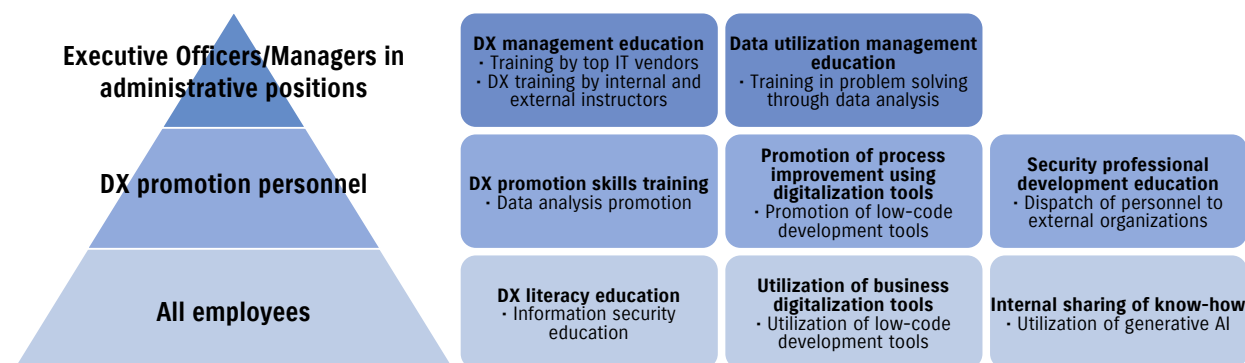 Executive Officers/Managers in
administrative positions
DX management education
・Training by top IT vendors
・DX training by internal and
external instructors
Data utilization management
education
・Training in problem solving
through data analysis
DX promotion personnel
DX promotion skills training
・Data analysis promotion
Promotion of process
improvement using
digitalization tools
・Promotion of low-code
development tools
Security professional
development education
・Dispatch of personnel to
external organizations
All employees
DX literacy education
・Information security
education
Utilization of business
digitalization tools
・Utilization of low-code
development tools
Internal sharing of know-how
・Utilization of generative AI